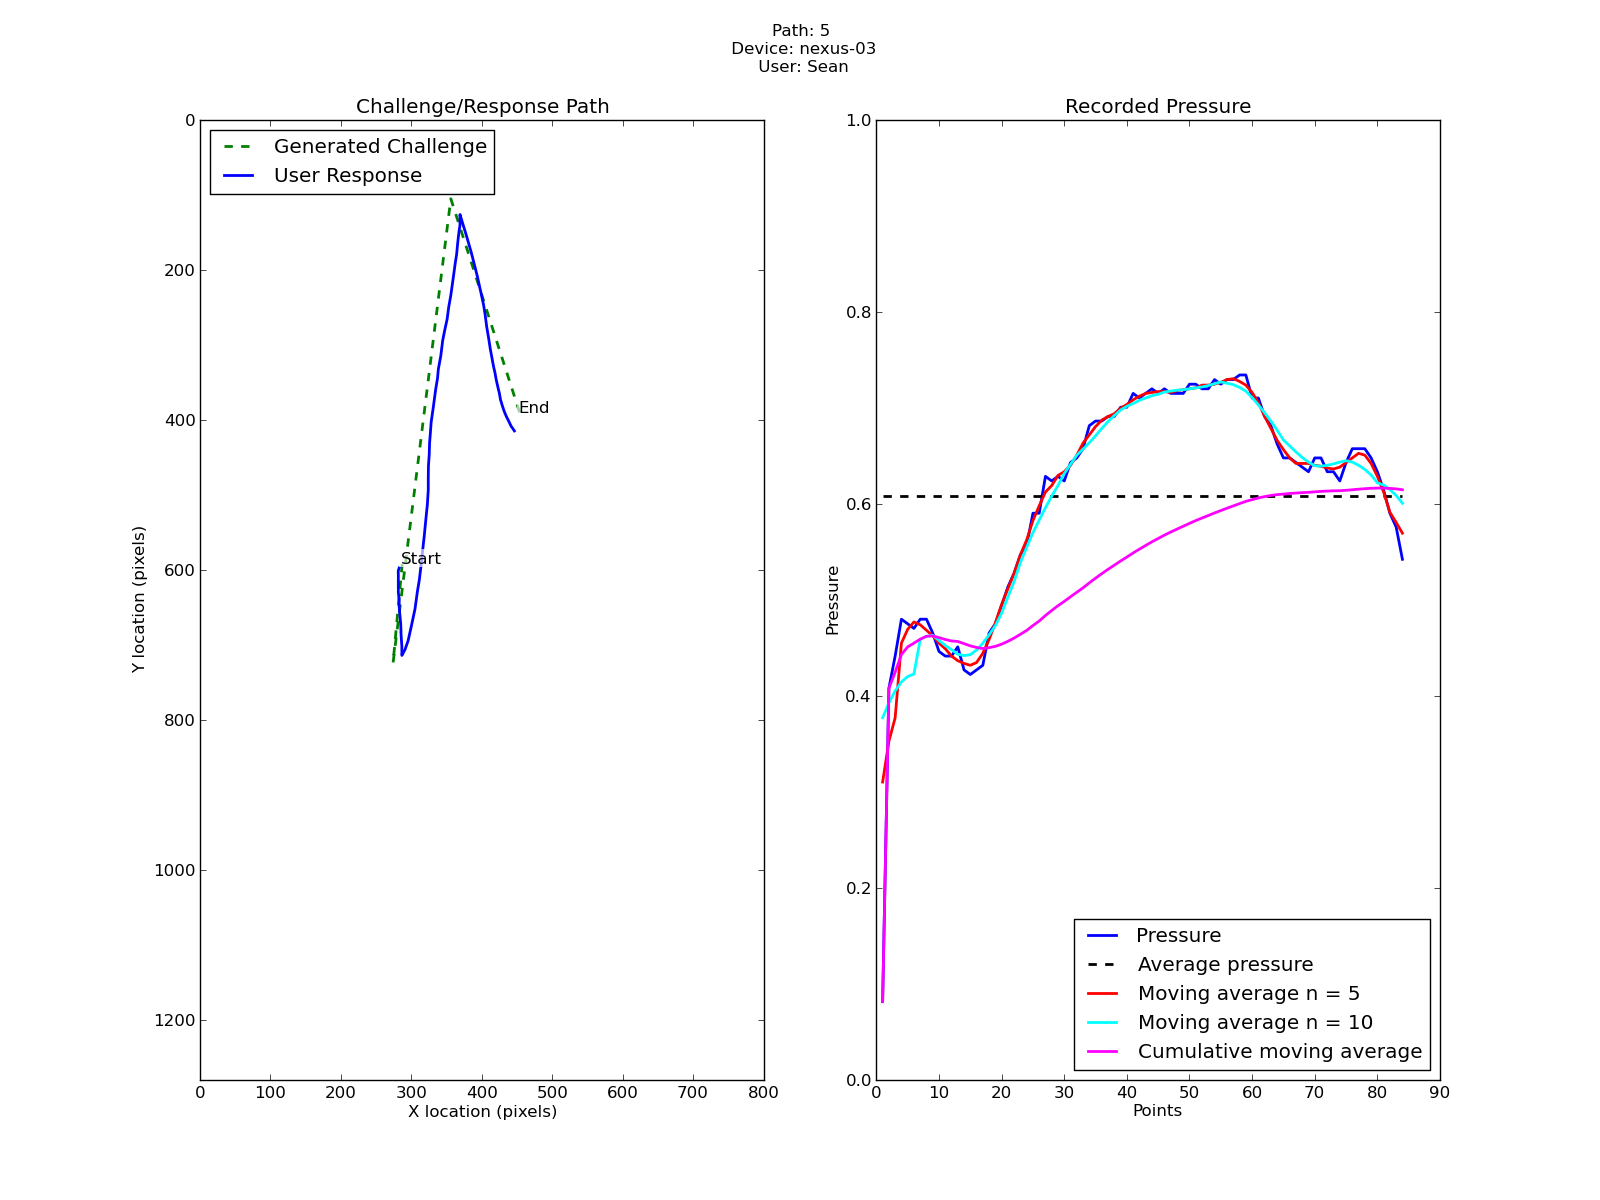 Path: 5
Device: nexus-03
User: Sean
Challenge/Response Path
Generated Challenge
User Response
0
200
400
600
800
1000
1200
Y location (pixels)
Start
End
0 100 200 300 400 500 600 700 800
X location (pixels)
Recorded Pressure
1.0
0.8
0.6
0.4
0.2
0.0
Pressure
Pressure
Average pressure
Moving average n = 5
Moving average n = 10
Cumulative moving average
0 10 20 30 40 50 60 70 80 90
Points